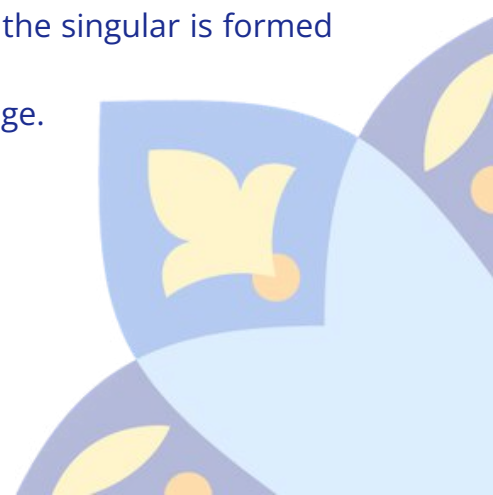 the singular is formed
ge.